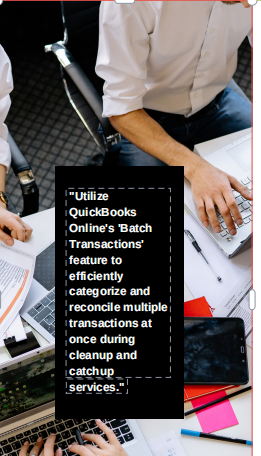 "Utilize
QuickBooks
Online's 'Batch
Transactions'
feature to
efficiently
categorize and
reconcile multiple
transactions at
once during
cleanup and
catchup
services."